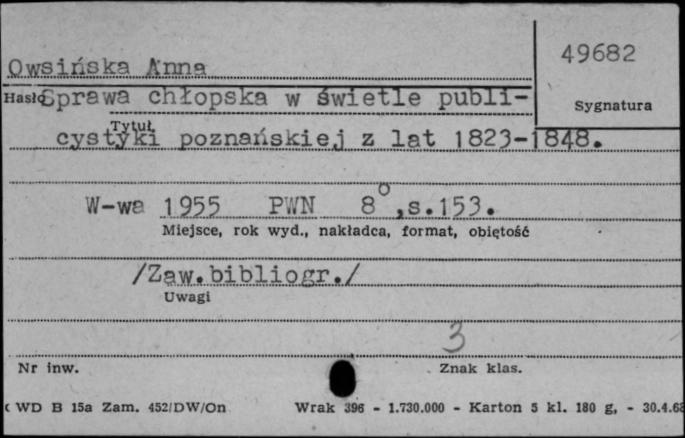 49682
Owsińska Anna
Hasło Sprawa chłopska w świetle publi-
Sygnatura
Tytuł
cystyki poznańskiej z lat 1823-1848.
W-wa 1955 PWN 8°,s.153.
Miejsce, rok wyd., nakładca, format, objętość
/Zaw.bibliogr./
Uwagi
3
Nr inw. Znak klas.
WD B 15a Zam. 452/DW/On Wrak 396 - 1.730.000 - Karton 5 kl. 180 g, - 30.4.68